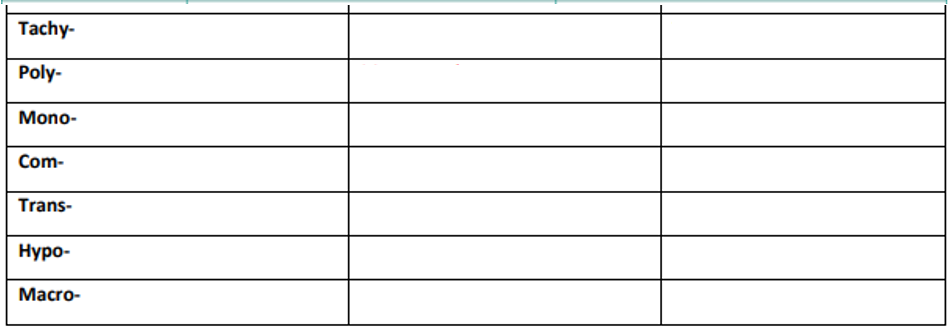 Tachy-
Poly-
Mono-
Com-
Trans-
Hypo-
Macro-